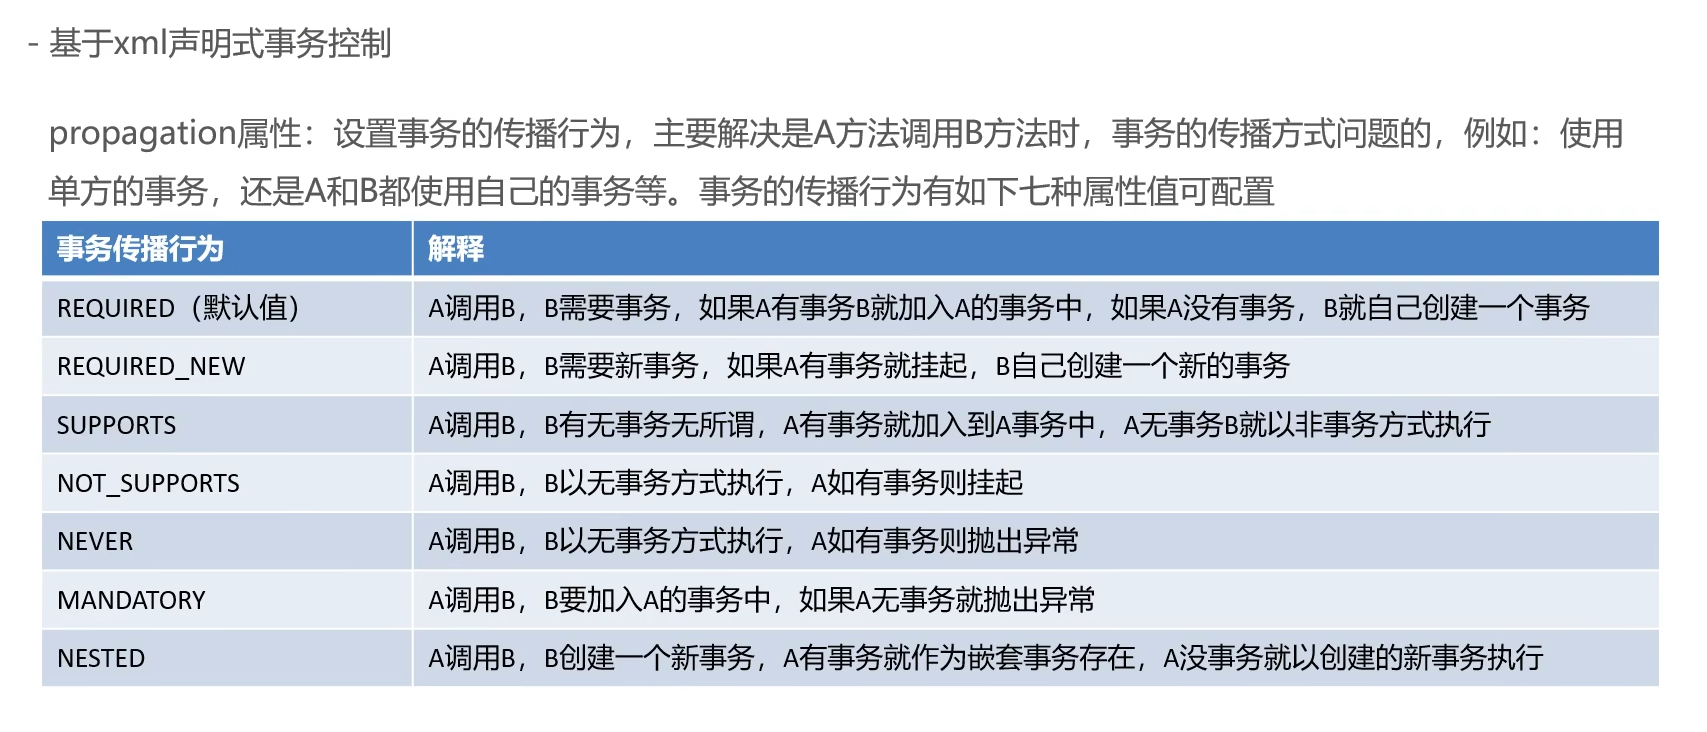 - 基于xml声明式事务控制
propagation属性：设置事务的传播行为，主要解决是A方法调用B方法时，事务的传播方式问题的，例如：使用
单方的事务，还是A和B都使用自己的事务等。事务的传播行为有如下七种属性值可配置
事务传播行为 解释
REQUIRED（默认值） A调用B，B需要事务，如果A有事务B就加入A的事务中，如果A没有事务，B就自己创建一个事务
REQUIRED_NEW A调用B，B需要新事务，如果A有事务就挂起，B自己创建一个新的事务
SUPPORTS A调用B，B有无事务无所谓，A有事务就加入到A事务中，A无事务B就以非事务方式执行
NOT_SUPPORTS A调用B，B以无事务方式执行，A如有事务则挂起
NEVER A调用B，B以无事务方式执行，A如有事务则抛出异常
MANDATORY A调用B，B要加入A的事务中，如果A无事务就抛出异常
NESTED A调用B，B创建一个新事务，A有事务就作为嵌套事务存在，A没事务就以创建的新事务执行